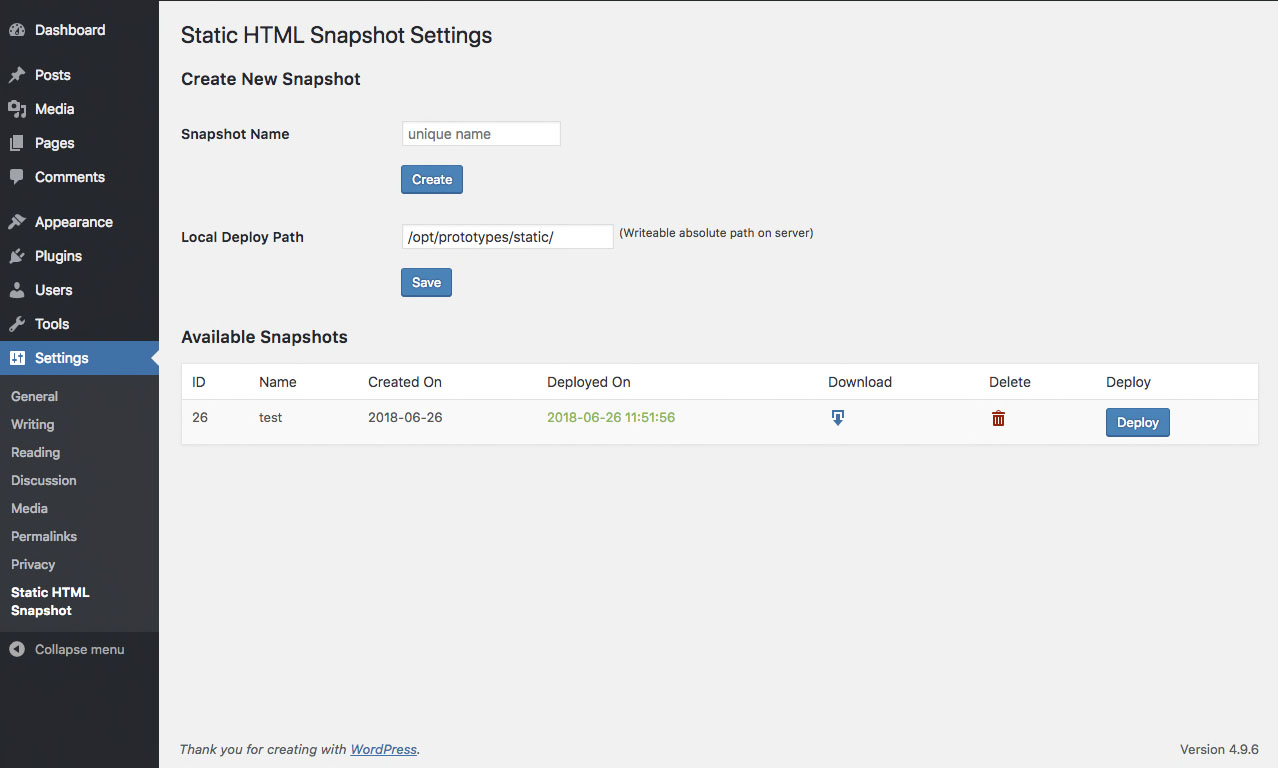 Dashboard
Posts
Media
Pages
Comments
Appearance
Plugins
Users
Tools
Settings
General
Writing
Reading
Discussion
Media
Permalinks
Privacy
Static HTML
Snapshot
Collapse menu
Static HTML Snapshot Settings
Create New Snapshot
Snapshot Name unique name
Create
Local Deploy Path /opt/prototypes/static/ (Writeable absolute path on server)
Save
Available Snapshots
ID Name Created On Deployed On Download Delete Deploy
26 test 2018-06-26 2018-06-26 11:51:56 Deploy
Thank you for creating with WordPress. Version 4.9.6